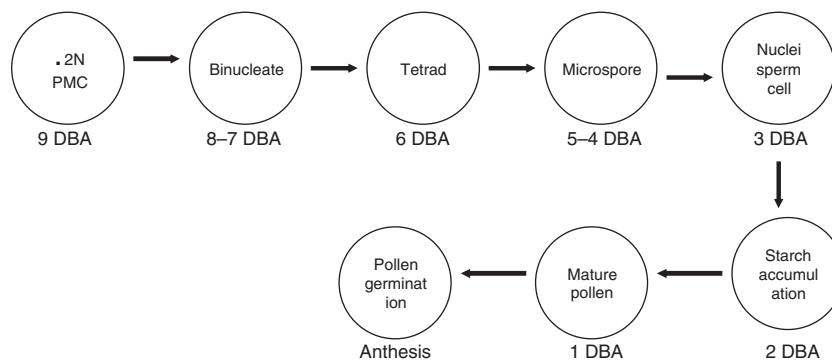 .2N
PMC
9 DBA
Binucleate
8–7 DBA
Tetrad
6 DBA
Microspore
5–4 DBA
Nuclei
sperm
cell
3 DBA
Starch
accumul
ation
2 DBA
Mature
pollen
1 DBA
Pollen
germinat
ion
Anthesis